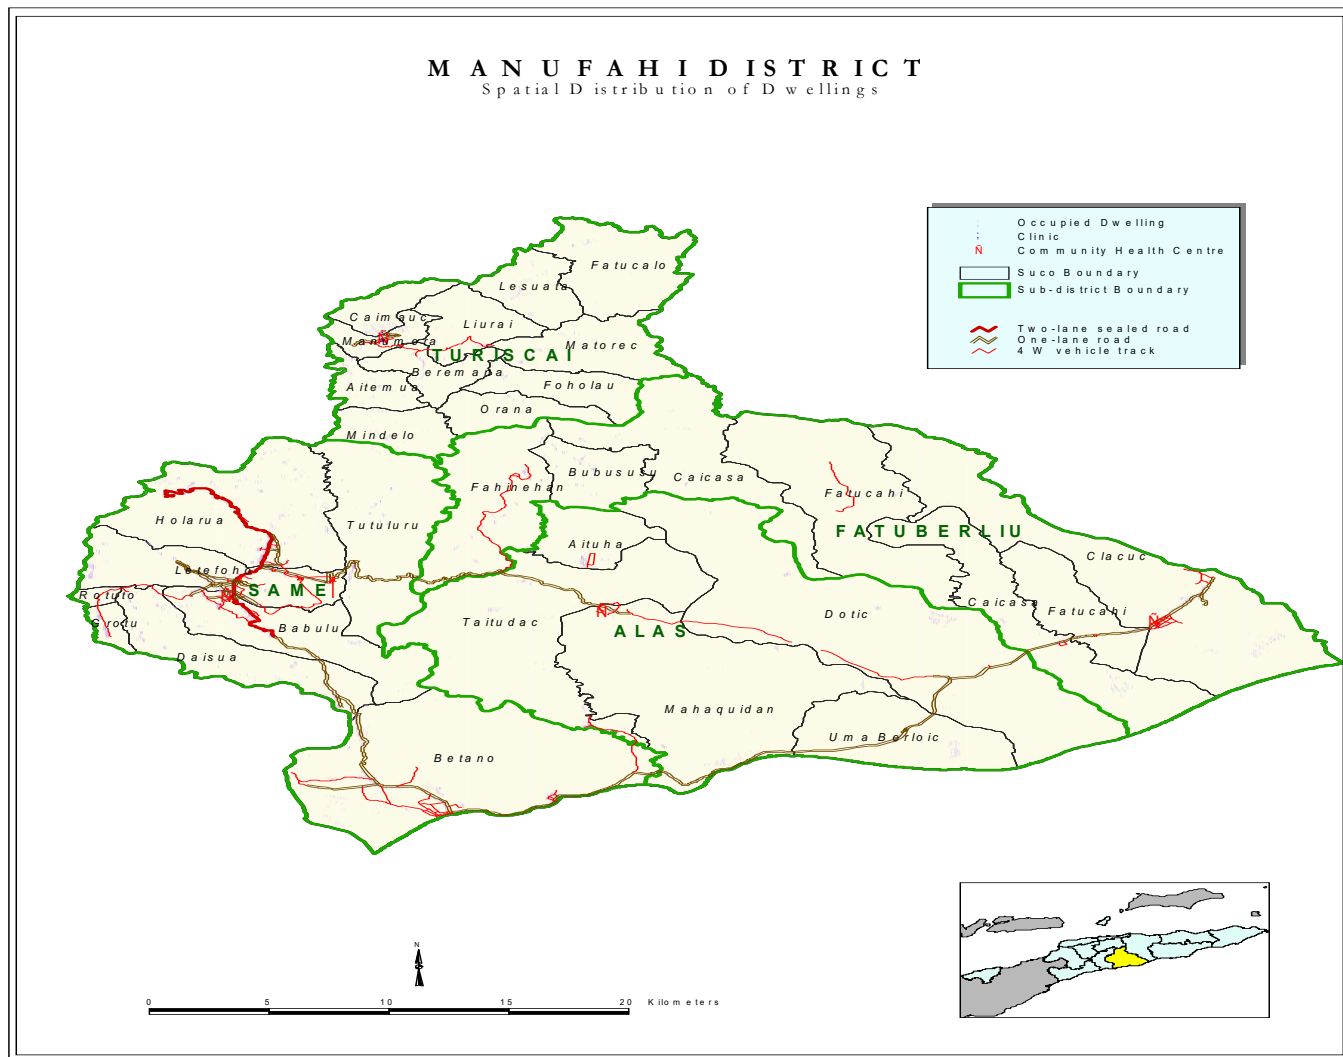 MANUFAHI DISTRICT
Spatial Distribution of Dwellings
Occupied Dwelling
Clinic
Ñ Community Health Centre
Suco Boundary
Sub-district Boundary
Two-lane sealed road
One-lane road
4 W vehicle track
Fatucalo
Lesuata
Caimauc
Liurai
Manumera
Matorec
TURISCAI
Beremana
Aitemua
Foholau
Orana
Mindelo
Bubususu
Caicasa
Fahinehan
Fatucahi
Holarua
Tutuluru
FATUBERLIU
Aituha
Clacuc
Letefoho
SAME
Rotuto
Caicasa
Fatucahi
Grotu
Babulu
Taitudac
ALAS
Dotic
Daisua
Mahaquidan
Uma Berloic
Betano
N
0 5 10 15 20 Kilometers